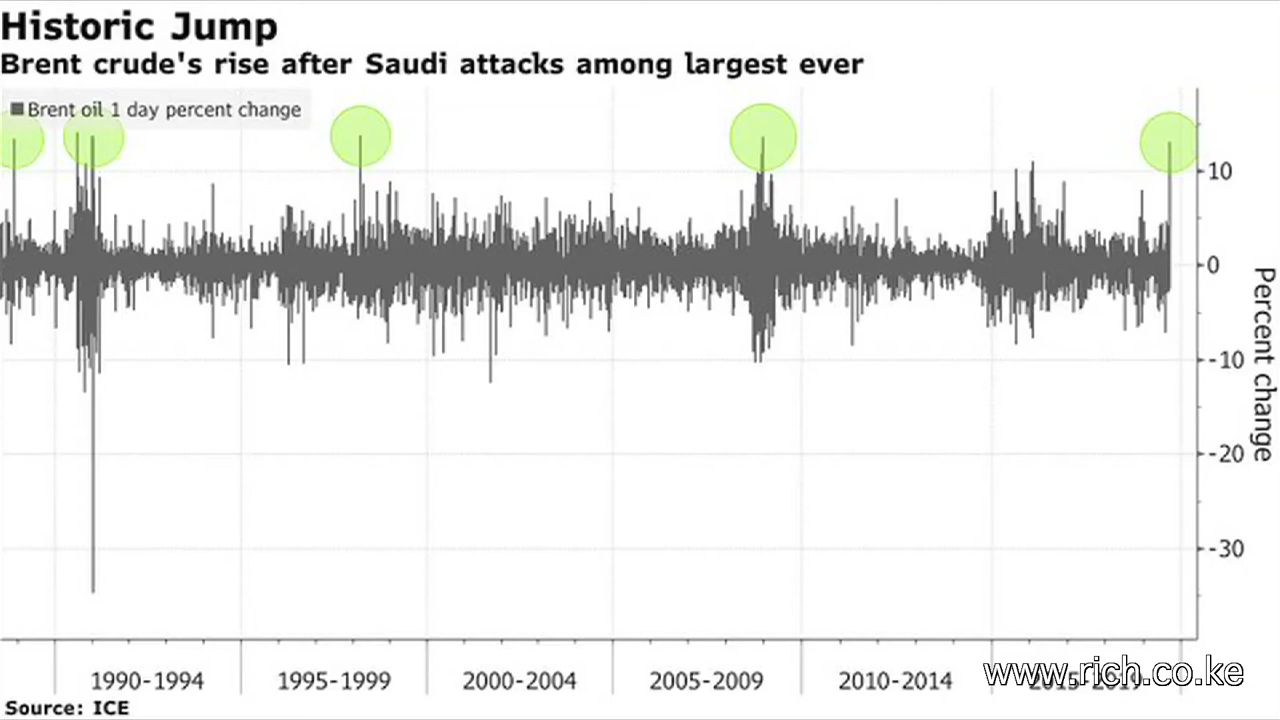 Historic Jump
Brent crude's rise after Saudi attacks among largest ever
Brent oil 1 day percent change
10
0
-10
-20
-30
Percent change
1990-1994
1995-1999
2000-2004
2005-2009
2010-2014
2015-2019
www.rich.co.ke
Source: ICE